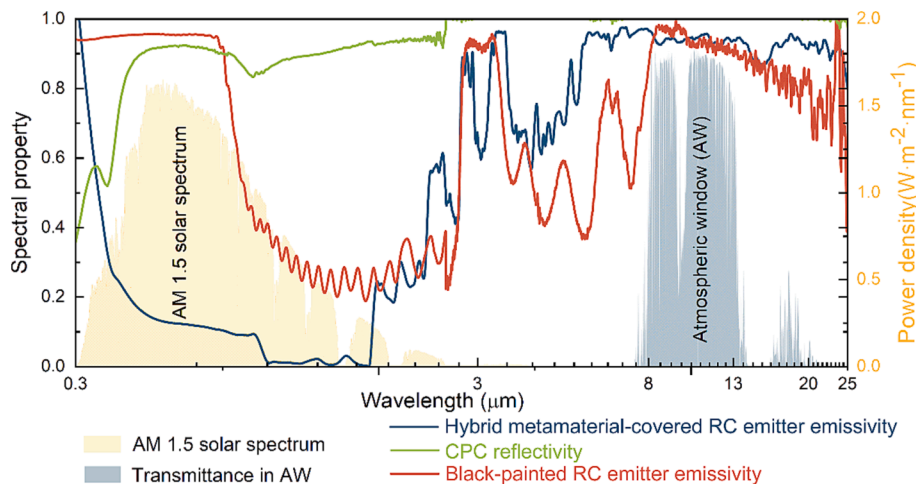 1.0
0.8
0.6
0.4
0.2
0.0
Spectral property
AM 1.5 solar spectrum
Atmospheric window (AW)
2.0
1.5
1.0
0.5
0.0
Power density(W·m⁻²·nm⁻¹)
0.3 3 8 13 20 25
Wavelength (μm)
AM 1.5 solar spectrum
Transmittance in AW
Hybrid metamaterial-covered RC emitter emissivity
CPC reflectivity
Black-painted RC emitter emissivity